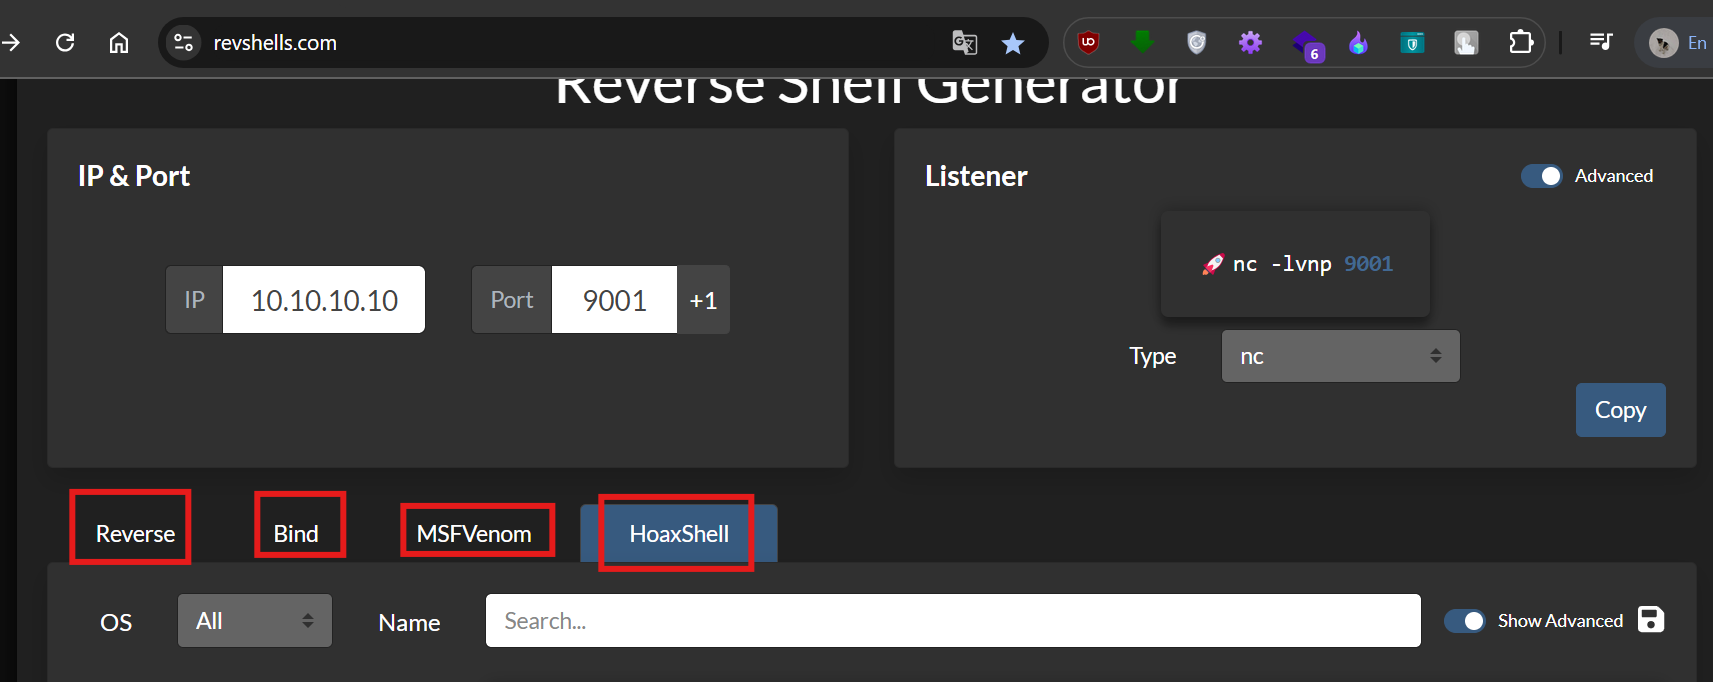 revshells.com
6
En
Reverse Shell Generator
IP & Port
IP
10.10.10.10
Port
9001
+1
Listener
Advanced
🚀 nc -lvnp 9001
Type
nc
Copy
Reverse
Bind
MSFVenom
HoaxShell
OS
All
Name
Search...
Show Advanced